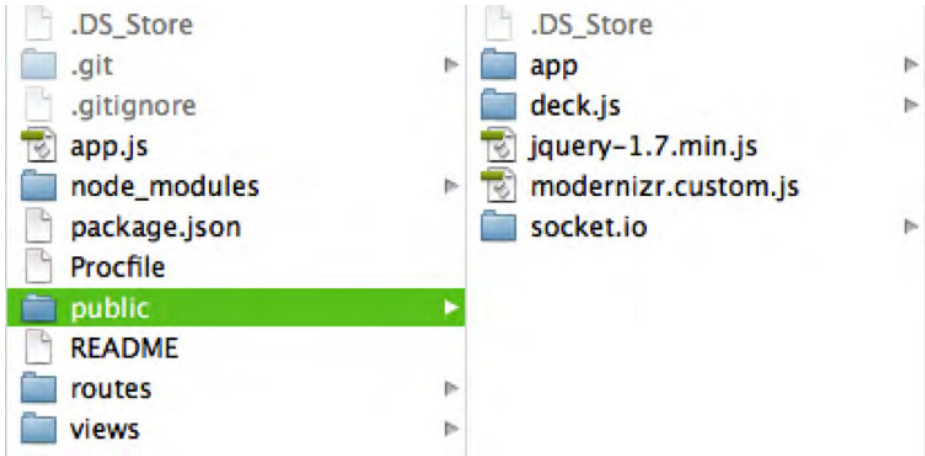 .DS_Store
.git
.gitignore
app.js
node_modules
package.json
Procfile
public
README
routes
views
.DS_Store
app
deck.js
jquery-1.7.min.js
modernizr.custom.js
socket.io